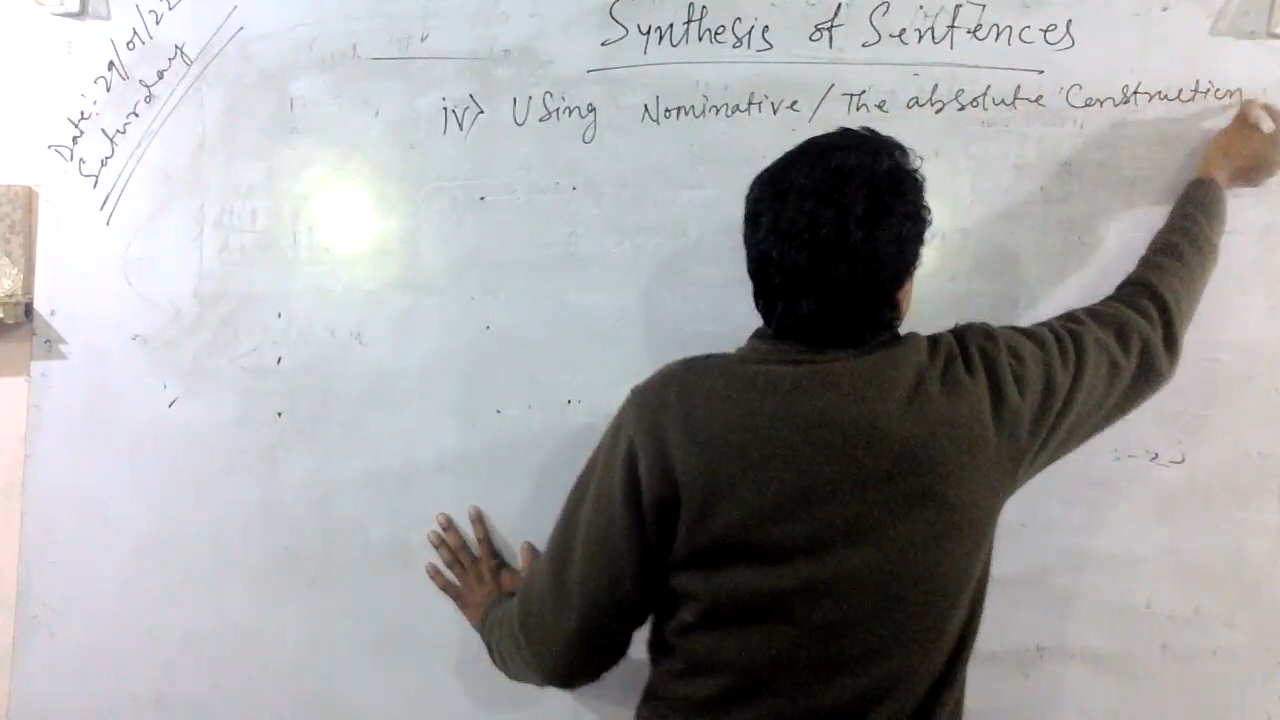 Date:- 29/01/22
Saturday
Synthesis of Sentences
iv) Using Nominative / The absolute Construction